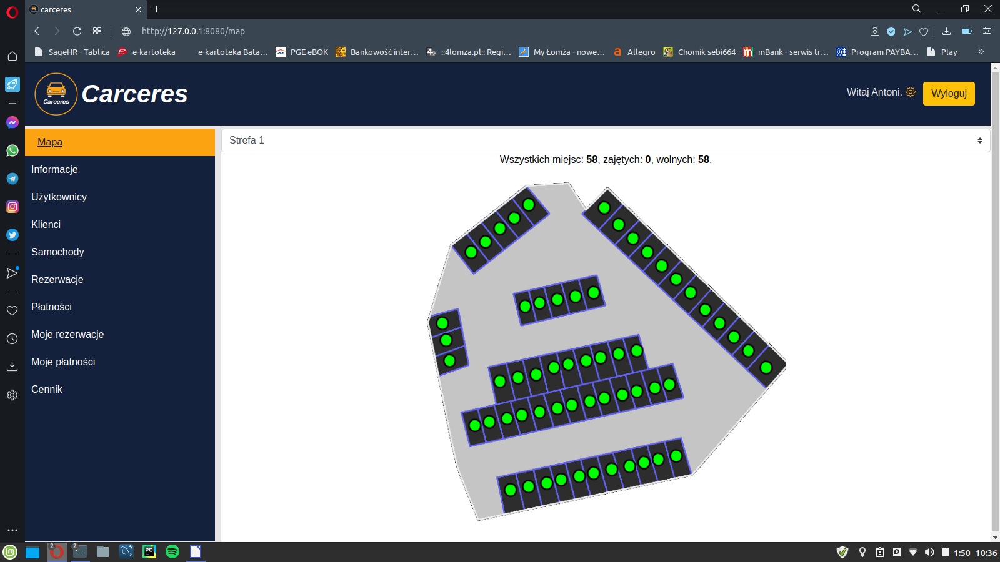 carceres
http://127.0.0.1:8080/map
SageHR - Tablica
e-kartoteka
e-kartoteka Bata...
PGE eBOK
Bankowość inter...
::4lomza.pl:: Regi...
My Łomża - nowe...
Allegro
Chomik sebi664
mBank - serwis tr...
Program PAYBA...
Play
Carceres
Carceres
Witaj Antoni.
Wyloguj
Mapa
Informacje
Użytkownicy
Klienci
Samochody
Rezerwacje
Płatności
Moje rezerwacje
Moje płatności
Cennik
Strefa 1
Wszystkich miejsc: 58, zajętych: 0, wolnych: 58.
2
2
PC
1:50
10:36